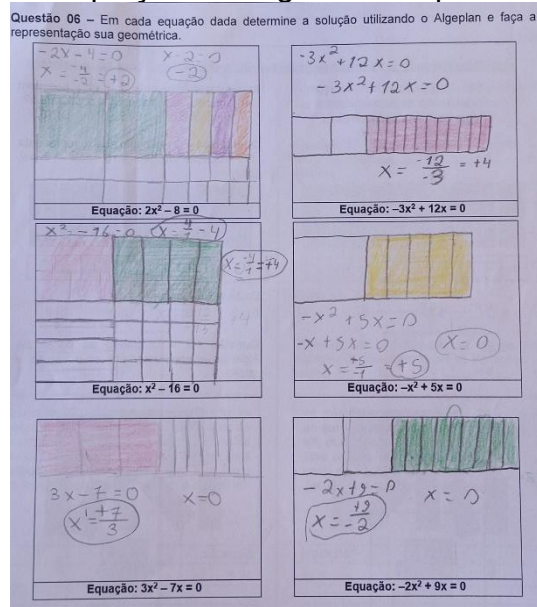 Questão 06 – Em cada equação dada determine a solução utilizando o Algeplan e faça a
representação sua geométrica.
-2x - 4 = 0
x - 2 = 0
x = -4/-2 = +2
-2
Equação: 2x² – 8 = 0
-3x² + 12x = 0
- 3x² + 12x = 0
x = -12/-3 = +4
Equação: –3x² + 12x = 0
x² = - 16 = 0
x = 4/1 - 4
x = -4/-1 = +4
Equação: x² – 16 = 0
-x² + 5x = 0
-x + 5x = 0
x = 0
x = +5/-1 = +5
Equação: –x² + 5x = 0
3x - 7 = 0
x = 0
x¹ = +7/3
Equação: 3x² – 7x = 0
- 2x + 9 = 0
x = 0
x = +9/-2
Equação: –2x² + 9x = 0